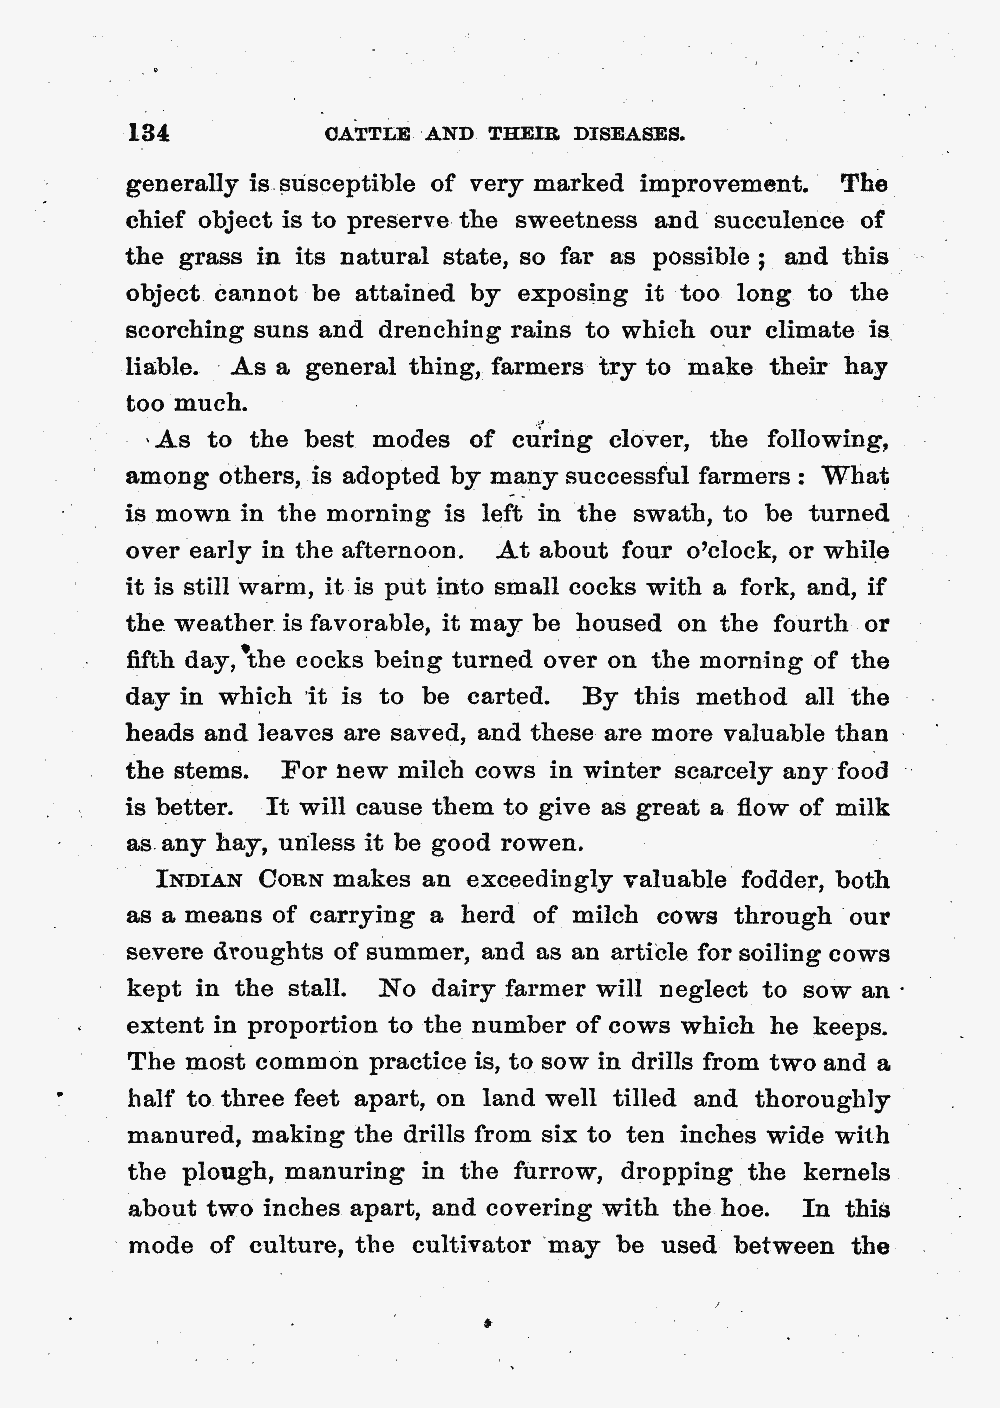 134 CATTLE AND THEIR DISEASES.
generally is susceptible of very marked improvement. The
chief object is to preserve the sweetness and succulence of
the grass in its natural state, so far as possible ; and this
object cannot be attained by exposing it too long to the
scorching suns and drenching rains to which our climate is
liable. As a general thing, farmers try to make their hay
too much.
As to the best modes of curing clover, the following,
among others, is adopted by many successful farmers : What
is mown in the morning is left in the swath, to be turned
over early in the afternoon. At about four o'clock, or while
it is still warm, it is put into small cocks with a fork, and, if
the weather is favorable, it may be housed on the fourth or
fifth day, the cocks being turned over on the morning of the
day in which it is to be carted. By this method all the
heads and leaves are saved, and these are more valuable than
the stems. For new milch cows in winter scarcely any food
is better. It will cause them to give as great a flow of milk
as any hay, unless it be good rowen.
INDIAN CORN makes an exceedingly valuable fodder, both
as a means of carrying a herd of milch cows through our
severe droughts of summer, and as an article for soiling cows
kept in the stall. No dairy farmer will neglect to sow an
extent in proportion to the number of cows which he keeps.
The most common practice is, to sow in drills from two and a
half to three feet apart, on land well tilled and thoroughly
manured, making the drills from six to ten inches wide with
the plough, manuring in the furrow, dropping the kernels
about two inches apart, and covering with the hoe. In this
mode of culture, the cultivator may be used between the